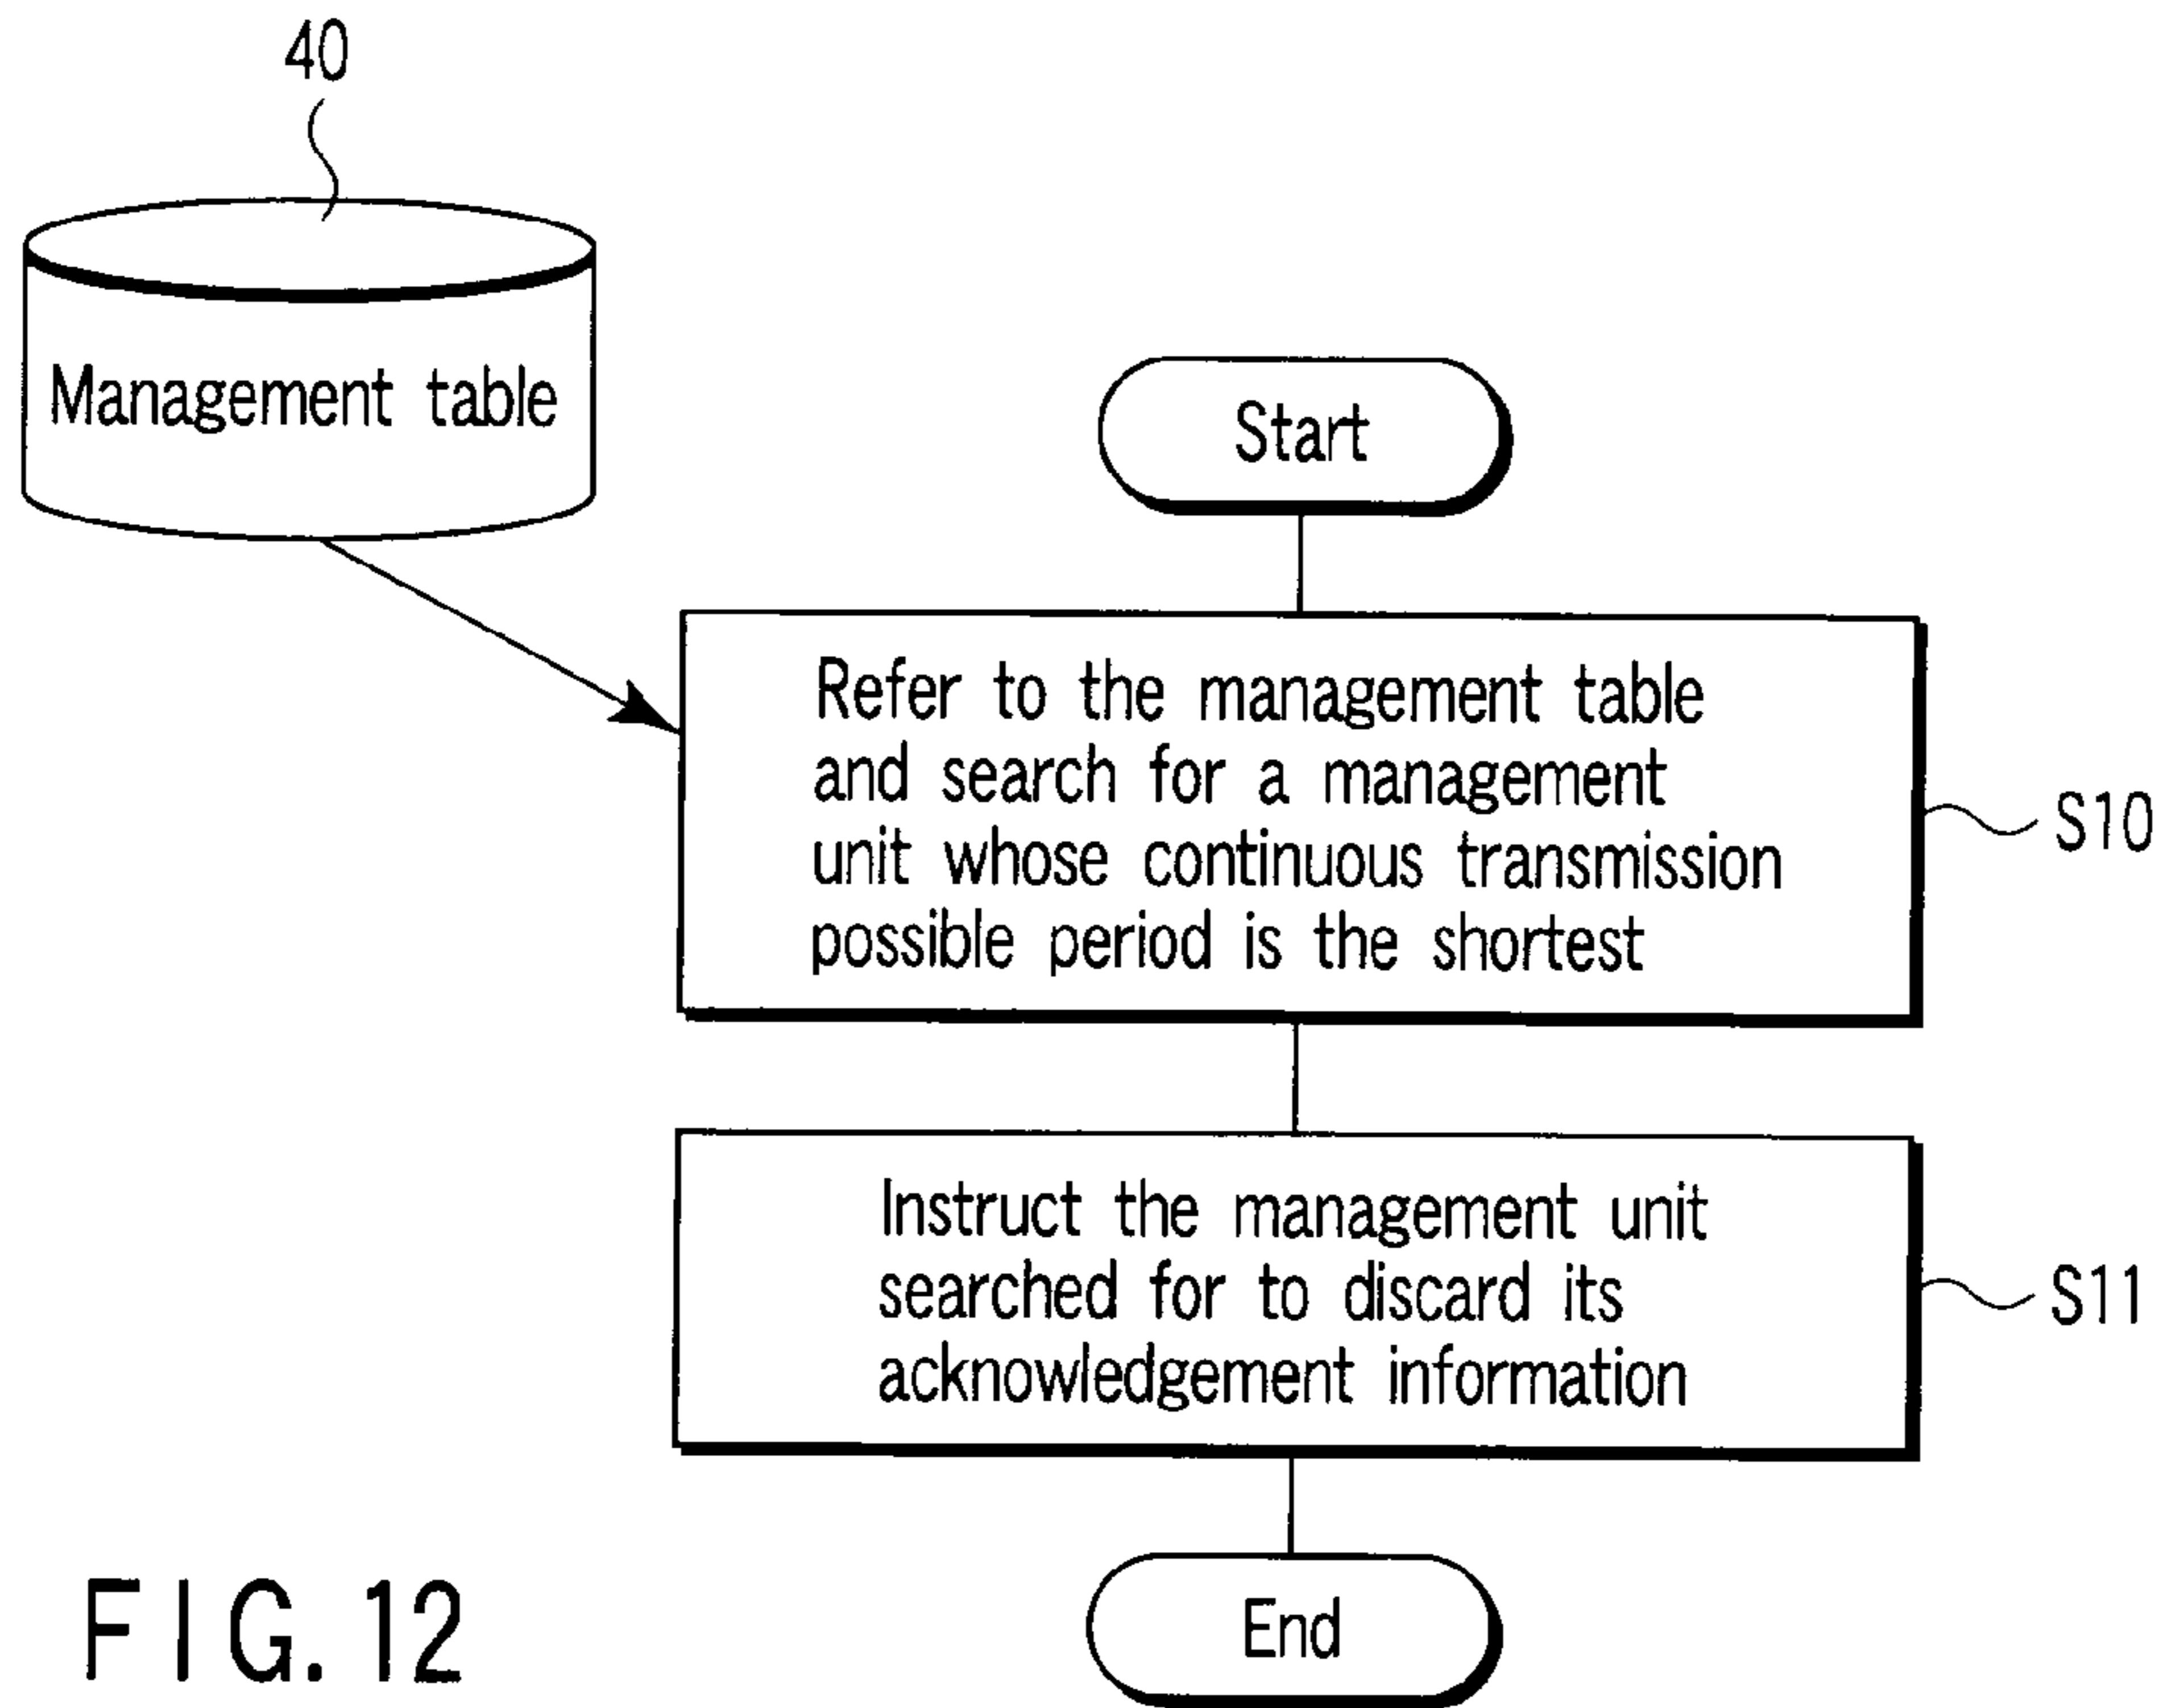 40
Management table
Start
Refer to the management table
and search for a management
unit whose continuous transmission
possible period is the shortest
S10
Instruct the management unit
searched for to discard its
acknowledgement information
S11
End
FIG.12